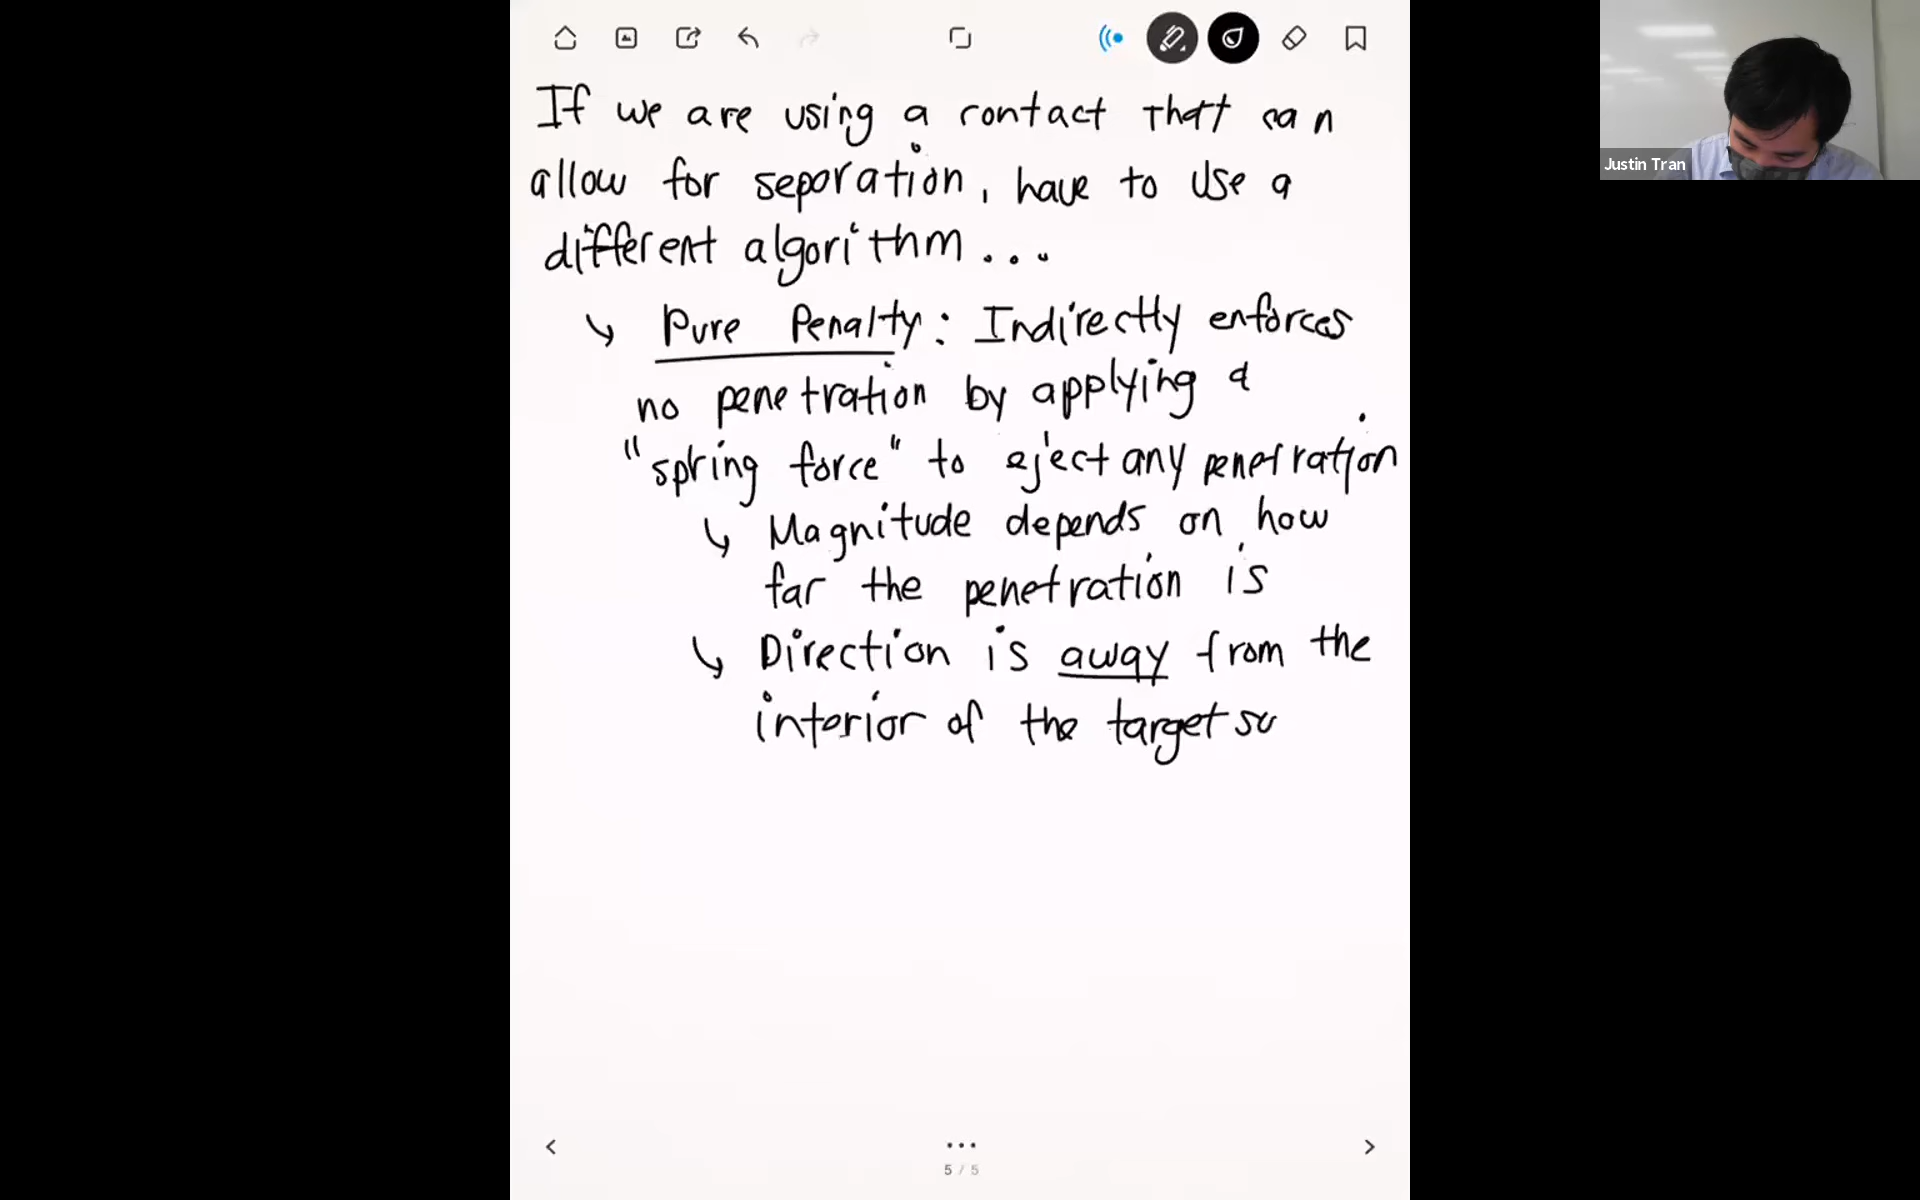 If we are using a contact that can
allow for separation, have to use a
different algorithm ...
↳ Pure Penalty: Indirectly enforces
no penetration by applying a
"spring force" to eject any penetration
↳ Magnitude depends on how
far the penetration is
↳ Direction is away from the
interior of the target su
5 / 5
Justin Tran